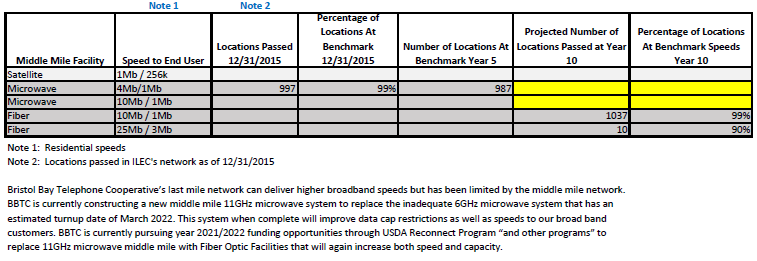 Note 1 Note 2
Middle Mile Facility Speed to End User Locations Passed 12/31/2015 Percentage of Locations At Benchmark 12/31/2015 Number of Locations At Benchmark Year 5 Projected Number of Locations Passed at Year 10 Percentage of Locations At Benchmark Speeds Year 10
Satellite 1Mb / 256k
Microwave 4Mb/1Mb 997 99% 987
Microwave 10Mb / 1Mb
Fiber 10Mb / 1Mb 1037 99%
Fiber 25Mb / 3Mb 10 90%
Note 1: Residential speeds
Note 2: Locations passed in ILEC's network as of 12/31/2015
Bristol Bay Telephone Cooperative's last mile network can deliver higher broadband speeds but has been limited by the middle mile network.
BBTC is currently constructing a new middle mile 11GHz microwave system to replace the inadequate 6GHz microwave system that has an
estimated turnup date of March 2022. This system when complete will improve data cap restrictions as well as speeds to our broad band
customers. BBTC is currently pursuing year 2021/2022 funding opportunities through USDA Reconnect Program "and other programs" to
replace 11GHz microwave middle mile with Fiber Optic Facilities that will again increase both speed and capacity.